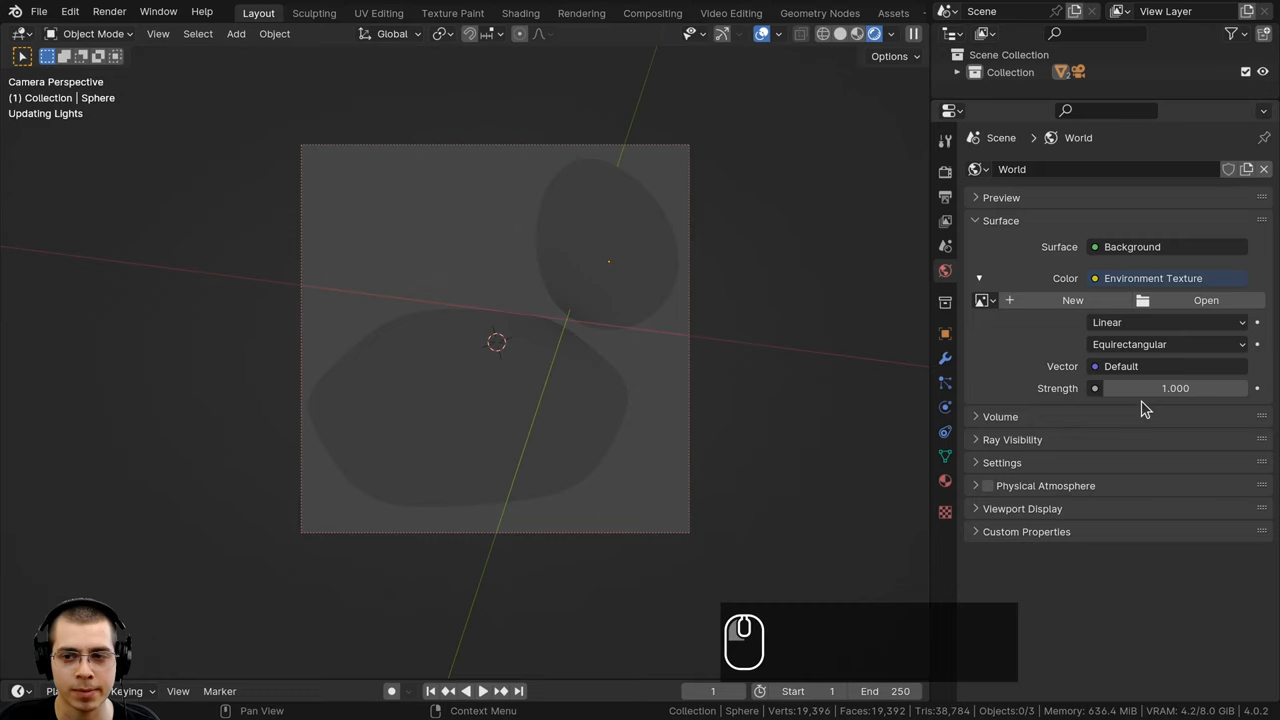 File Edit Render Window Help Layout Sculpting UV Editing Texture Paint Shading Rendering Compositing Video Editing Geometry Nodes Assets Scene View Layer
Object Mode View Select Add Object Global
Options
Camera Perspective
(1) Collection | Sphere
Updating Lights
Scene Collection
Collection 2
Scene World
World
Preview
Surface
Surface Background
Color Environment Texture
New Open
Linear
Equirectangular
Vector Default
Strength 1.000
Volume
Ray Visibility
Settings
Physical Atmosphere
Viewport Display
Custom Properties
Keying View Marker 1 Start 1 End 250
Pan View Context Menu Collection | Sphere Verts:19,396 | Faces:19,392 | Tris:38,784 | Objects:0/3 | Memory: 636.4 MiB | VRAM: 4.2/8.0 GiB | 4.0.2